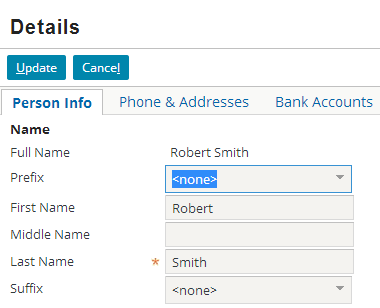 Details
Update Cancel
Person Info Phone & Addresses Bank Accounts
Name
Full Name Robert Smith
Prefix <none>
First Name Robert
Middle Name
Last Name * Smith
Suffix <none>